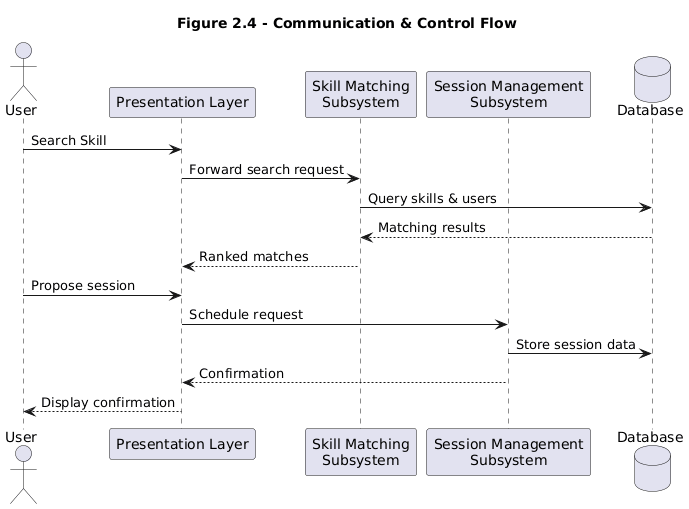 Figure 2.4 - Communication & Control Flow
User
Presentation Layer
Skill Matching
Subsystem
Session Management
Subsystem
Database
Search Skill
Forward search request
Query skills & users
Matching results
Ranked matches
Propose session
Schedule request
Store session data
Confirmation
Display confirmation
User
Presentation Layer
Skill Matching
Subsystem
Session Management
Subsystem
Database